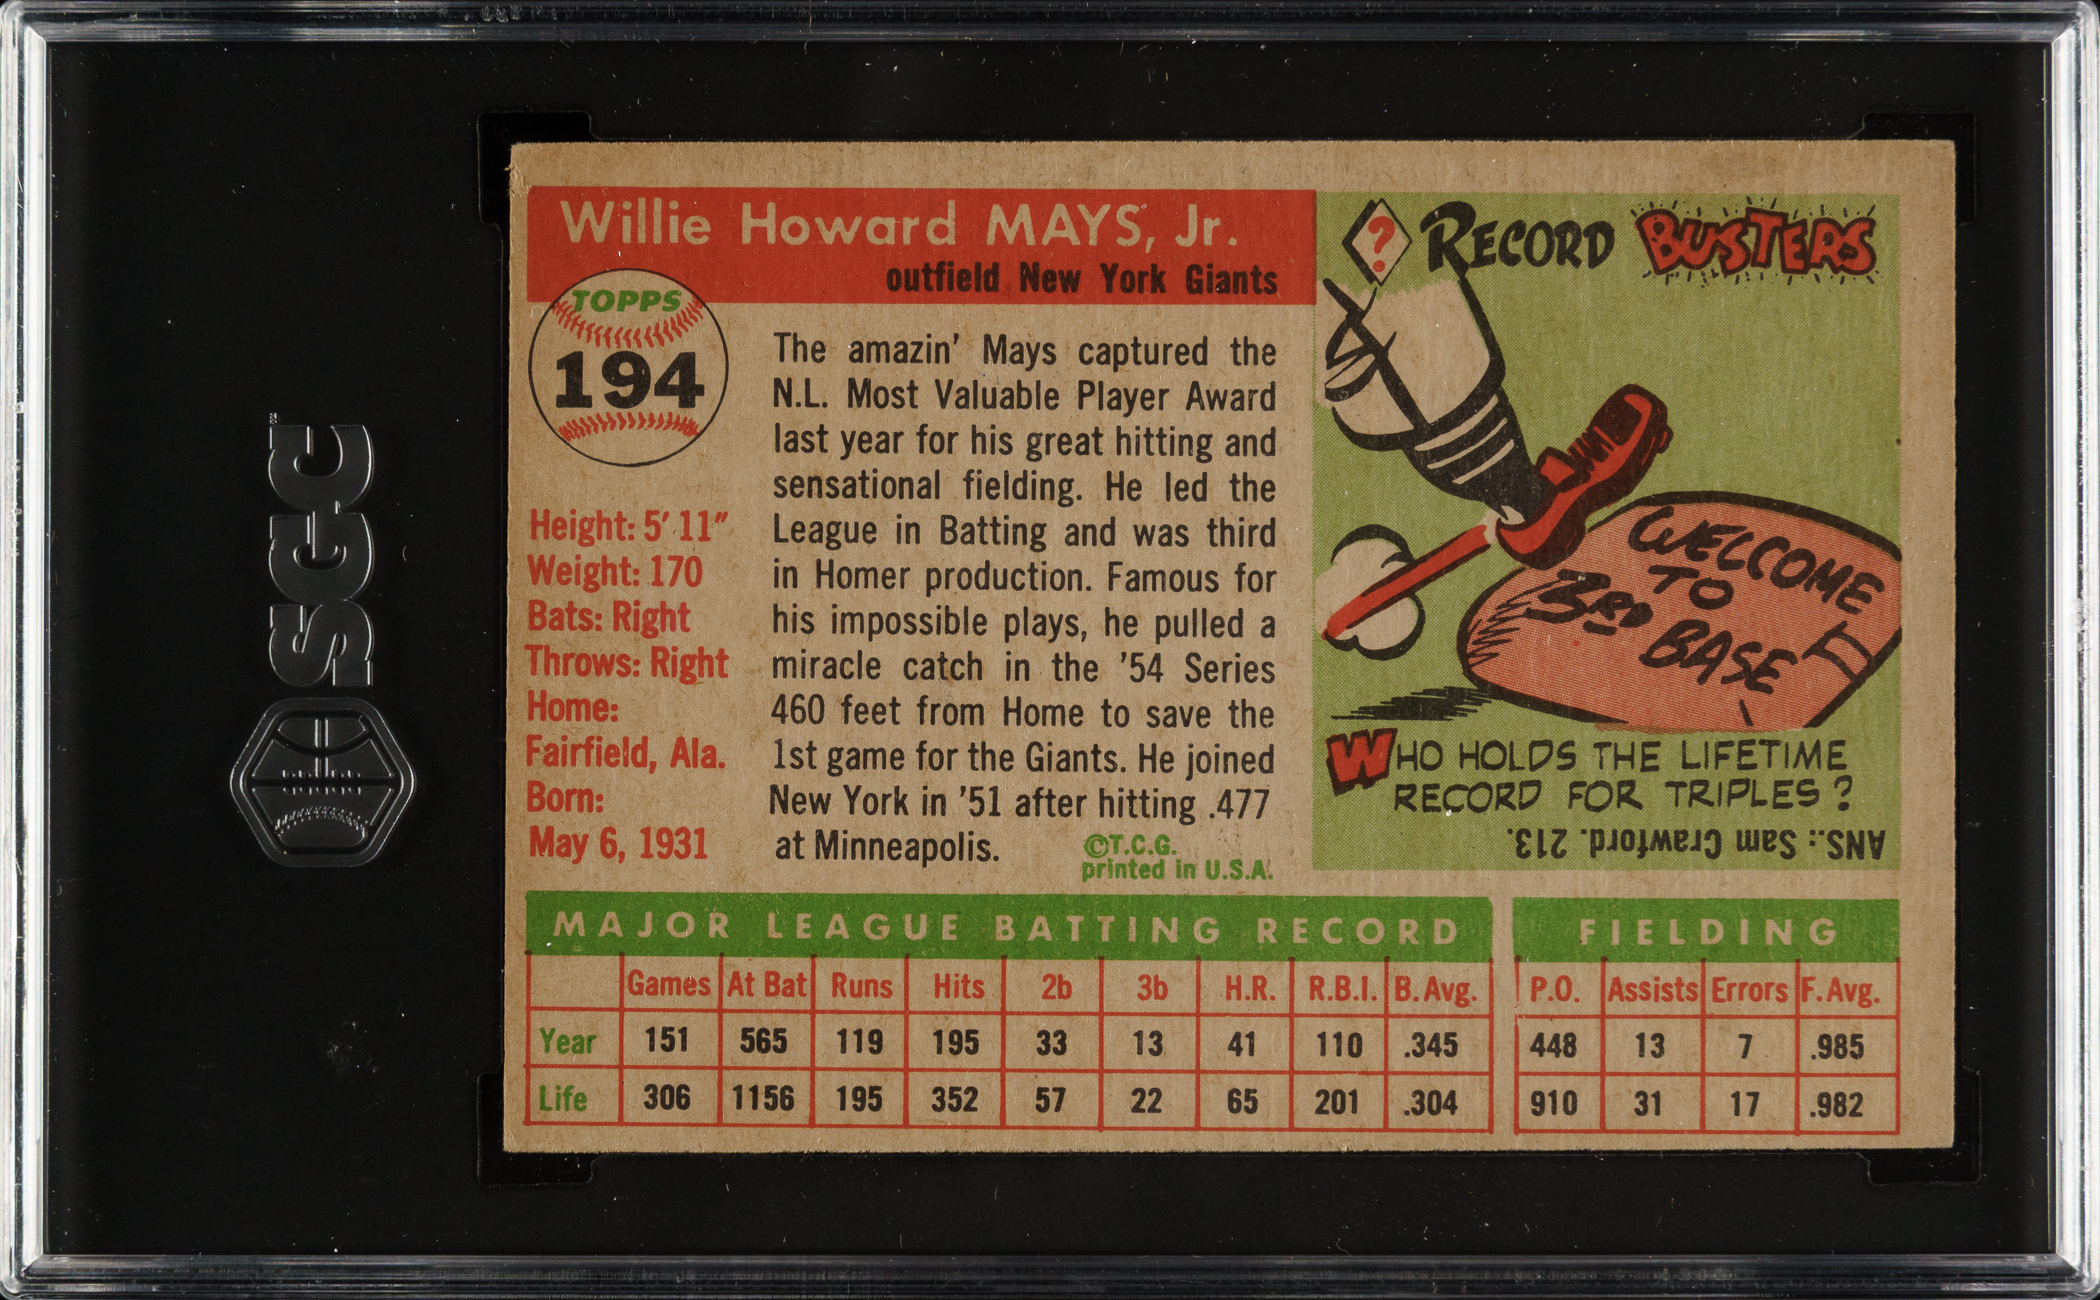 SGC
Willie Howard MAYS, Jr.
outfield New York Giants
TOPPS
194
Height: 5' 11"
Weight: 170
Bats: Right
Throws: Right
Home:
Fairfield, Ala.
Born:
May 6, 1931
The amazin' Mays captured the
N.L. Most Valuable Player Award
last year for his great hitting and
sensational fielding. He led the
League in Batting and was third
in Homer production. Famous for
his impossible plays, he pulled a
miracle catch in the '54 Series
460 feet from Home to save the
1st game for the Giants. He joined
New York in '51 after hitting .477
at Minneapolis.
©T.C.G.
printed in U.S.A.
? RECORD BUSTERS
WELCOME
TO
3RD BASE
WHO HOLDS THE LIFETIME
RECORD FOR TRIPLES?
ANS.: Sam Crawford. 213.
MAJOR LEAGUE BATTING RECORD
Games At Bat Runs Hits 2b 3b H.R. R.B.I. B. Avg.
Year 151 565 119 195 33 13 41 110 .345
Life 306 1156 195 352 57 22 65 201 .304
FIELDING
P.O. Assists Errors F. Avg.
448 13 7 .985
910 31 17 .982